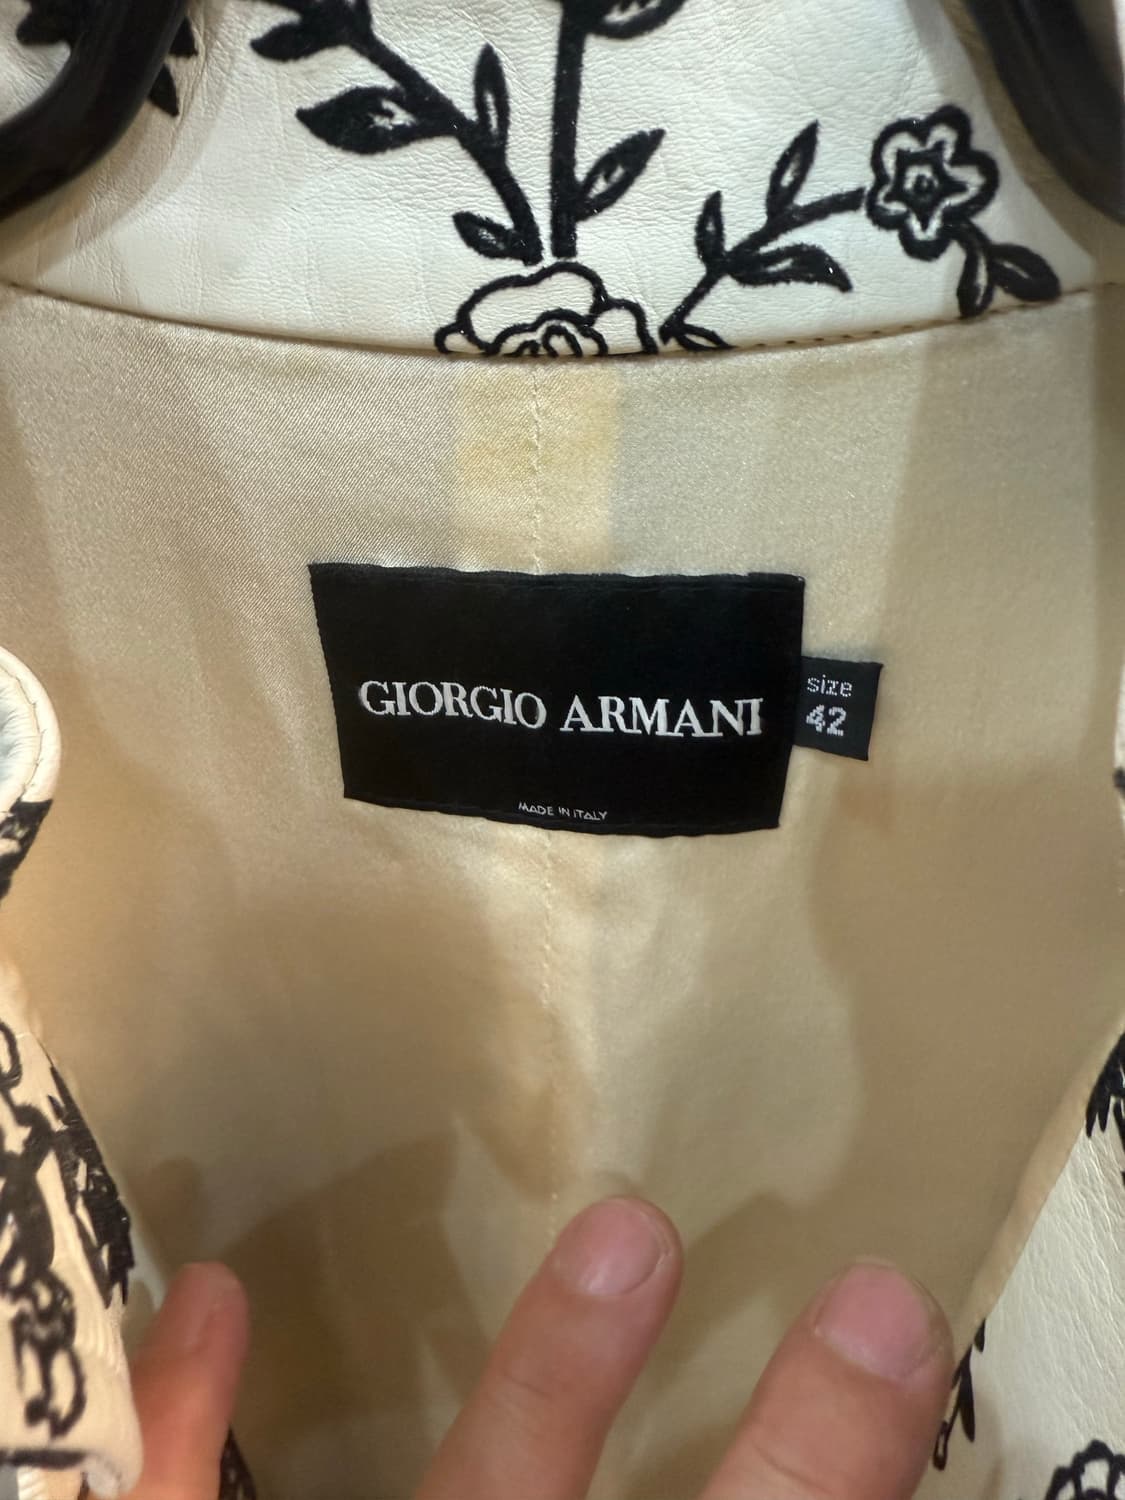 GIORGIO ARMANI
MADE IN ITALY
size
42